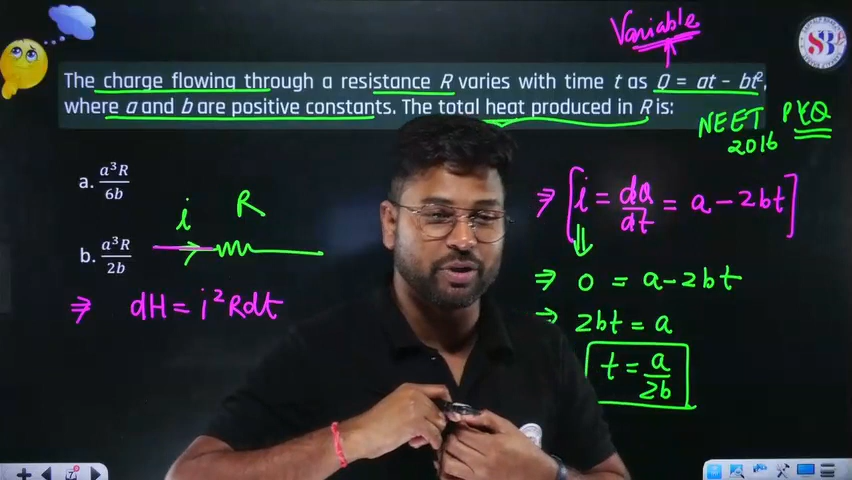 Variable
SB
The charge flowing through a resistance R varies with time t as Q = at - bt²,
where a and b are positive constants. The total heat produced in R is:
NEET PYQ
2016
a. a³R/6b
b. a³R/2b
i R
⇒ dH = i²Rdt
⇒ [i = dQ/dt = a - 2bt]
⇓
⇒ 0 = a - 2bt
⇒ 2bt = a
t = a/2b